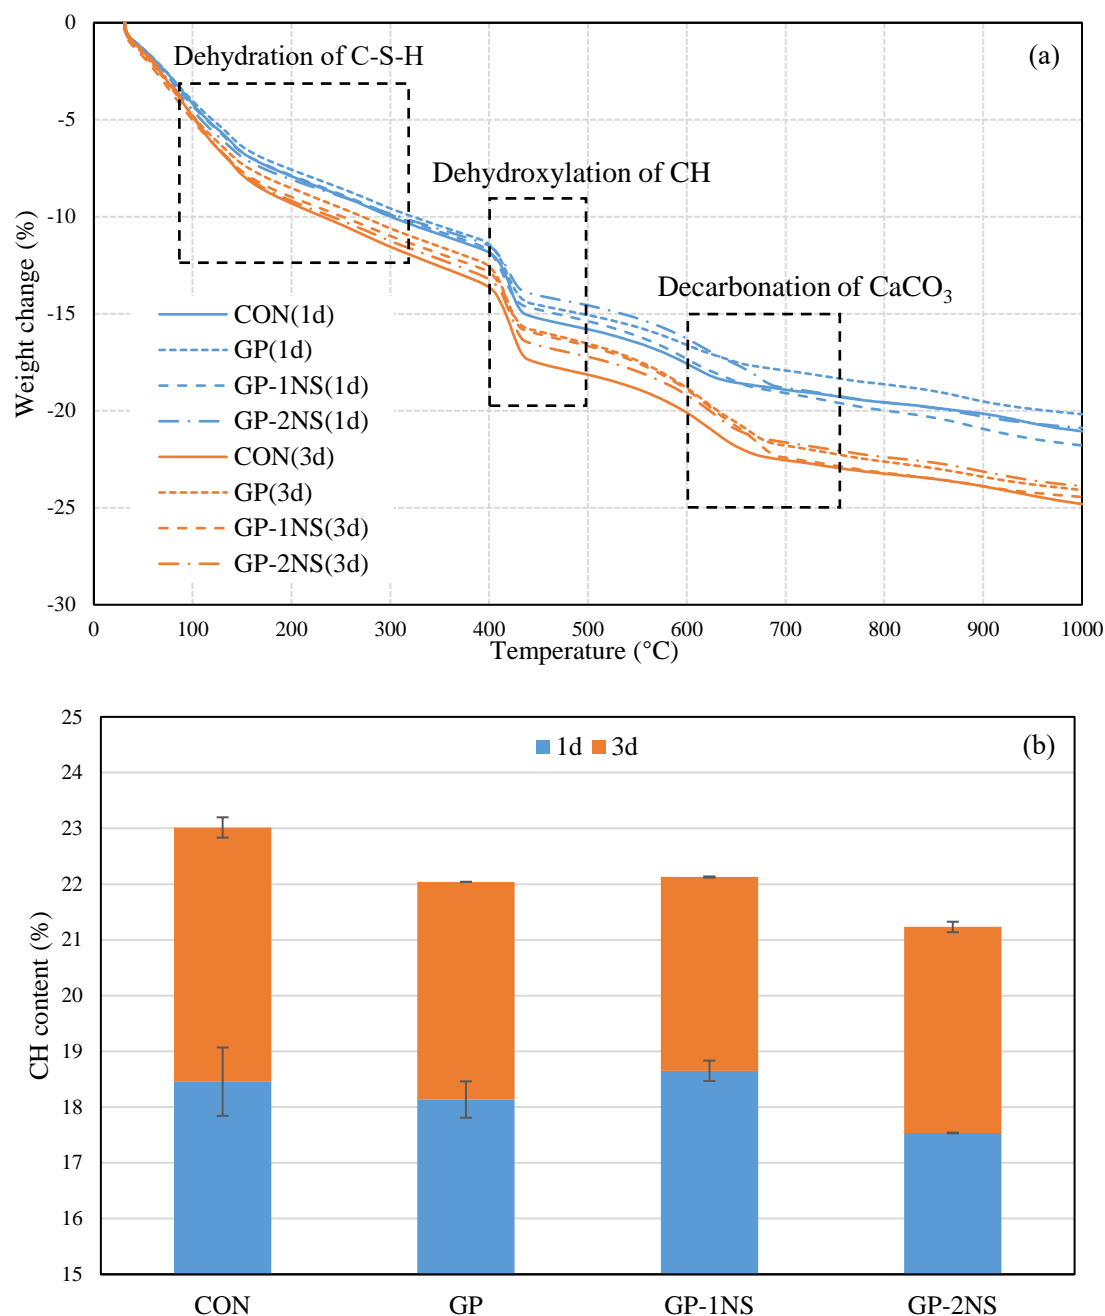 (a)
Dehydration of C-S-H
Dehydroxylation of CH
Decarbonation of CaCO₃
Weight change (%)
0
-5
-10
-15
-20
-25
-30
CON(1d)
GP(1d)
GP-1NS(1d)
GP-2NS(1d)
CON(3d)
GP(3d)
GP-1NS(3d)
GP-2NS(3d)
0 100 200 300 400 500 600 700 800 900 1000
Temperature (°C)
(b)
1d 3d
CH content (%)
25
24
23
22
21
20
19
18
17
16
15
CON GP GP-1NS GP-2NS